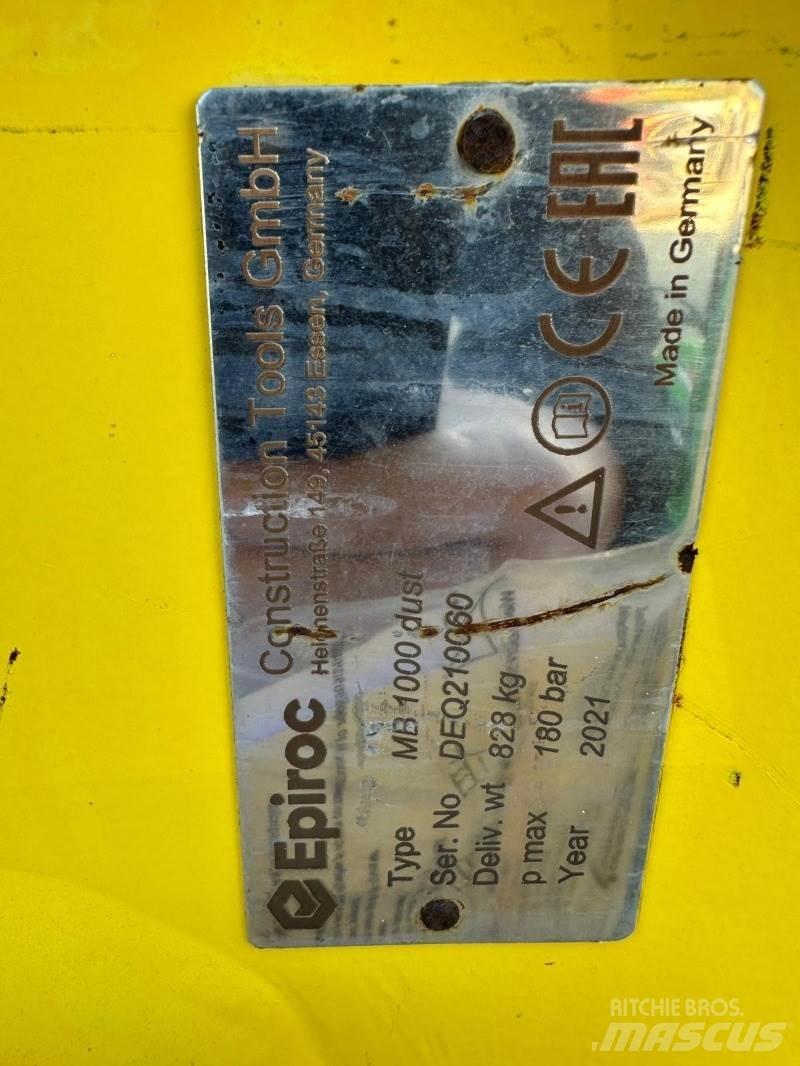 Epiroc
Construction Tools GmbH
Helenenstraße 149, 45143 Essen, Germany
Type MB 1000 dust
Ser. No DEQ210060
Deliv. wt 828 kg
p max 180 bar
Year 2021
CE EAC
Made in Germany
RITCHIE BROS.
MASCUS